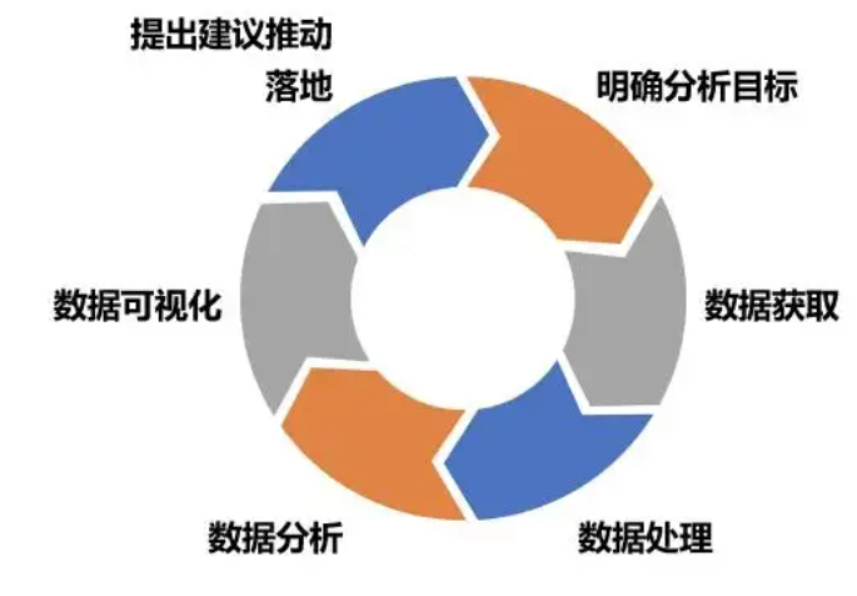 提出建议推动
落地
明确分析目标
数据可视化
数据获取
数据分析
数据处理